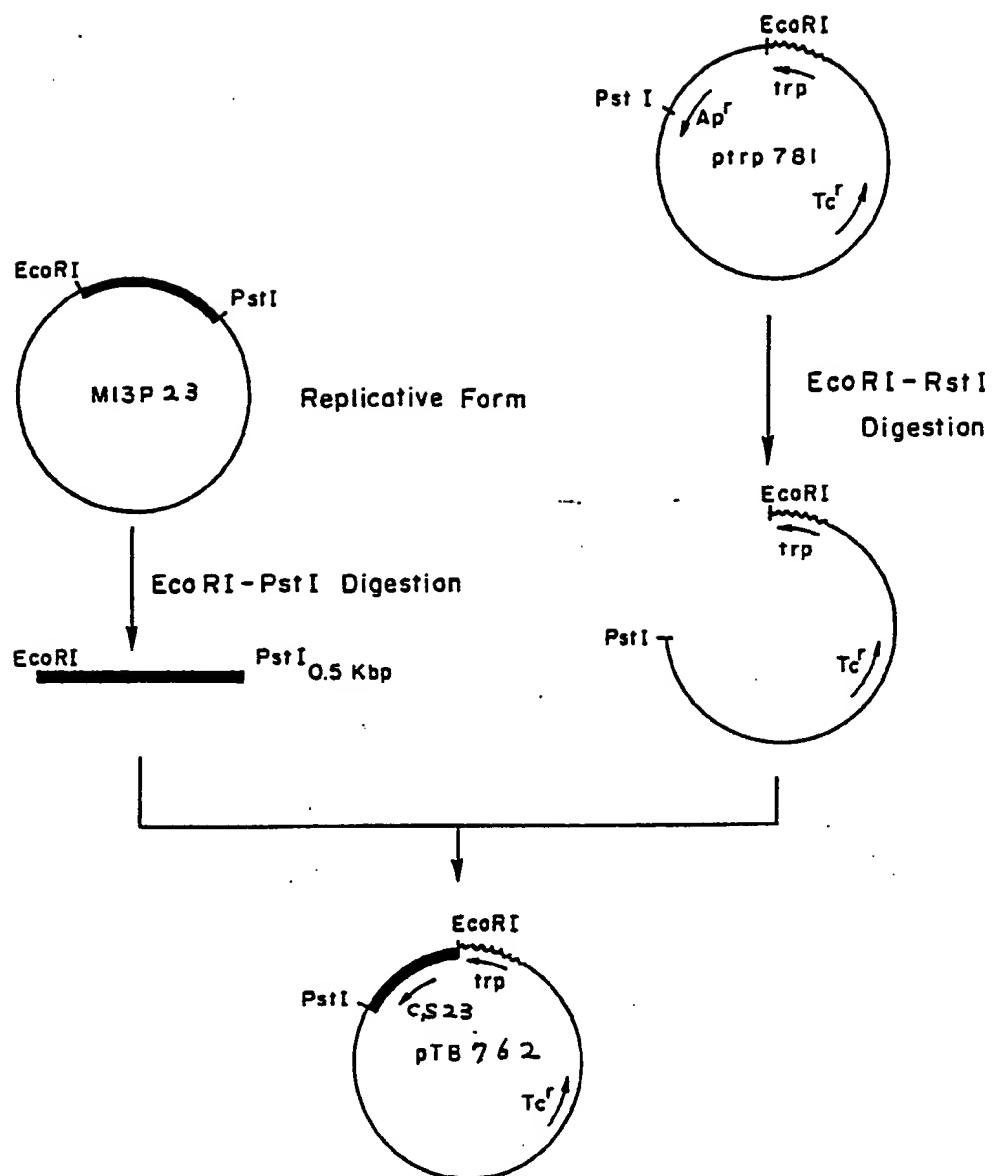 EcoRI
trp
Pst I
Ap^r
ptrp 781
Tc^r
EcoRI
PstI
M13P23
Replicative Form
EcoRI-RstI
Digestion
EcoRI-PstI Digestion
EcoRI
trp
PstI
Tc^r
EcoRI
PstI
0.5 Kbp
EcoRI
trp
PstI
C,S23
pTB 762
Tc^r